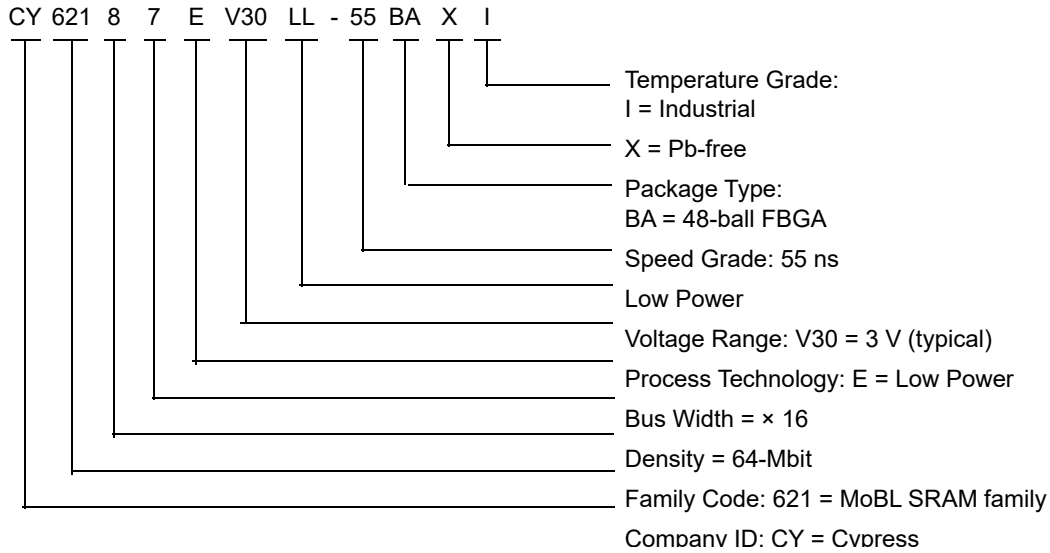 CY 621 8 7 E V30 LL - 55 BA X I
Temperature Grade:
I = Industrial
X = Pb-free
Package Type:
BA = 48-ball FBGA
Speed Grade: 55 ns
Low Power
Voltage Range: V30 = 3 V (typical)
Process Technology: E = Low Power
Bus Width = × 16
Density = 64-Mbit
Family Code: 621 = MoBL SRAM family
Company ID: CY = Cypress